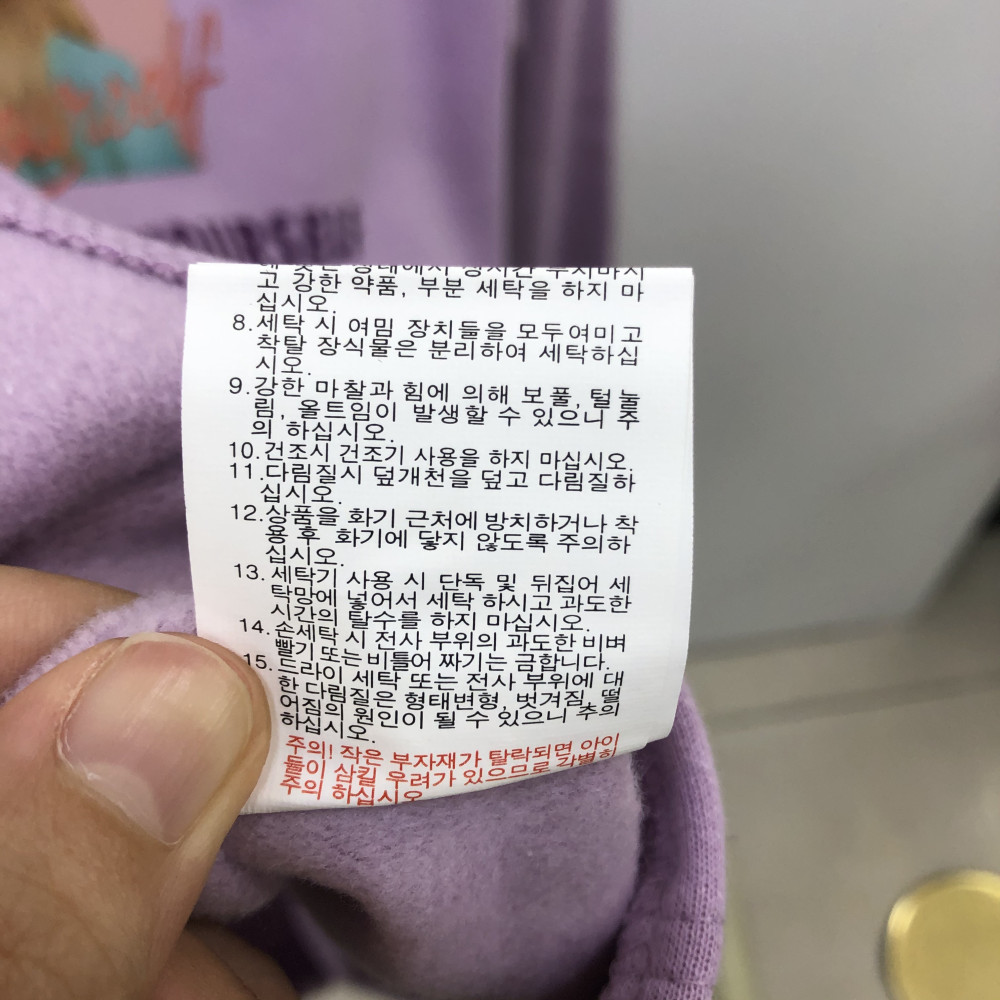 고 강한 약품, 부분 세탁을 하지 마
십시오.
8.세탁 시 여밈 장치들을 모두여미고
착탈 장식물은 분리하여 세탁하십
시오.
9.강한 마찰과 힘에 의해 보풀, 털눌
림, 올트임이 발생할 수 있으니 주
의 하십시오.
10.건조시 건조기 사용을 하지 마십시오.
11.다림질시 덮개천을 덮고 다림질하
십시오.
12.상품을 화기 근처에 방치하거나 착
용 후 화기에 닿지 않도록 주의하
십시오.
13.세탁기 사용 시 단독 및 뒤집어 세
탁망에 넣어서 세탁 하시고 과도한
시간의 탈수를 하지 마십시오.
14.손세탁 시 전사 부위의 과도한 비벼
빨기 또는 비틀어 짜기는 금합니다.
15.드라이 세탁 또는 전사 부위에 대
한 다림질은 형태변형, 벗겨짐, 떨
어짐의 원인이 될 수 있으니 주의
하십시오.
주의! 작은 부자재가 탈락되면 아이
들이 삼킬 우려가 있으므로 각별히
주의 하십시오